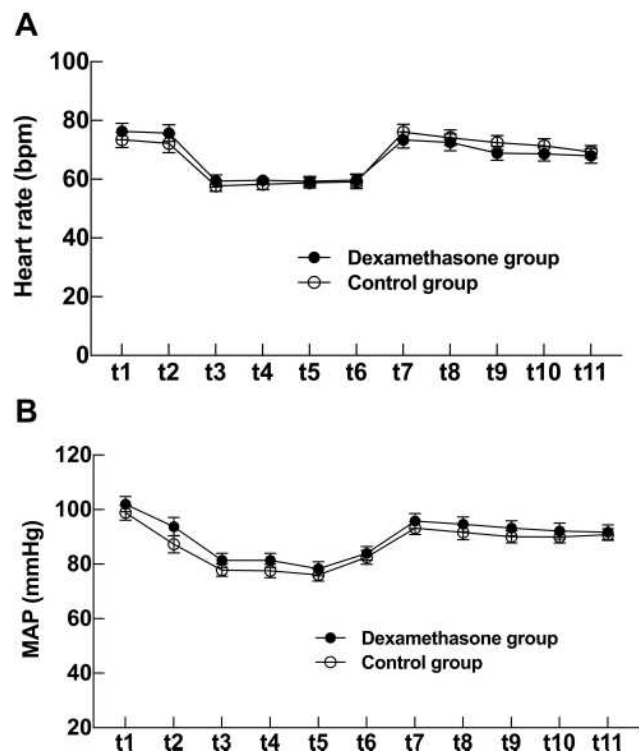 A
100
80
60
40
20
0
Heart rate (bpm)
Dexamethasone group
Control group
t1 t2 t3 t4 t5 t6 t7 t8 t9 t10 t11
B
120
100
80
60
40
20
MAP (mmHg)
Dexamethasone group
Control group
t1 t2 t3 t4 t5 t6 t7 t8 t9 t10 t11